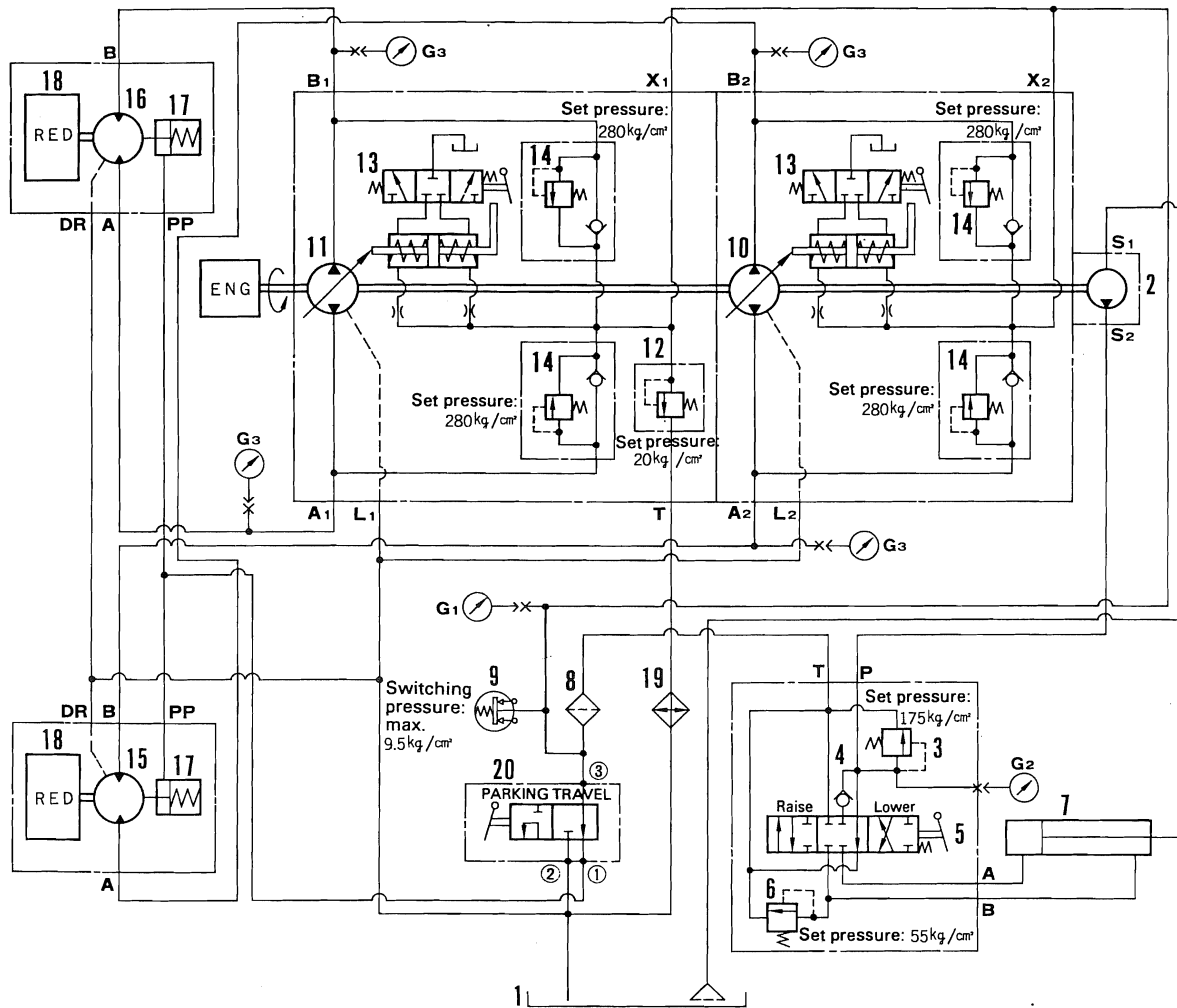 B
G3
G3
18
16
17
RED
B1
X1
B2
X2
Set pressure:
280kg/cm²
Set pressure:
280kg/cm²
13
14
13
14
DR
A
PP
11
10
S1
2
ENG
S2
14
12
14
Set pressure:
280kg/cm²
Set pressure:
20kg/cm²
Set pressure:
280kg/cm²
G3
A1
L1
T
A2
L2
G3
G1
9
8
19
T
P
Switching
pressure:
max.
9.5kg/cm²
Set pressure:
175kg/cm²
3
4
DR
B
PP
18
15
17
RED
20
③
PARKING TRAVEL
G2
7
Raise
Lower
5
②
①
A
A
6
B
Set pressure: 55kg/cm²
1